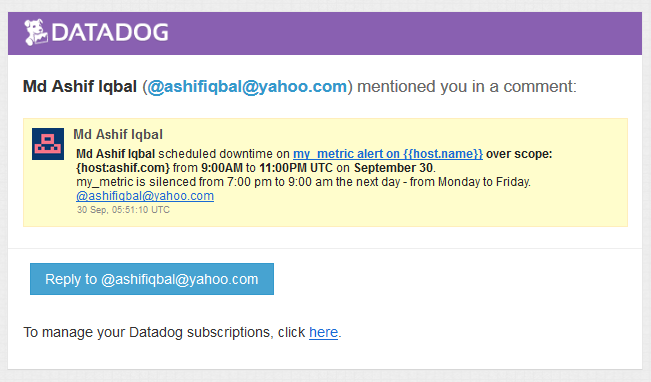 DATADOG
Md Ashif Iqbal (@ashifiqbal@yahoo.com) mentioned you in a comment:
Md Ashif Iqbal
Md Ashif Iqbal scheduled downtime on my_metric alert on {{host.name}} over scope:
{host:ashif.com} from 9:00AM to 11:00PM UTC on September 30.
my_metric is silenced from 7:00 pm to 9:00 am the next day - from Monday to Friday.
@ashifiqbal@yahoo.com
30 Sep, 05:51:10 UTC
Reply to @ashifiqbal@yahoo.com
To manage your Datadog subscriptions, click here.